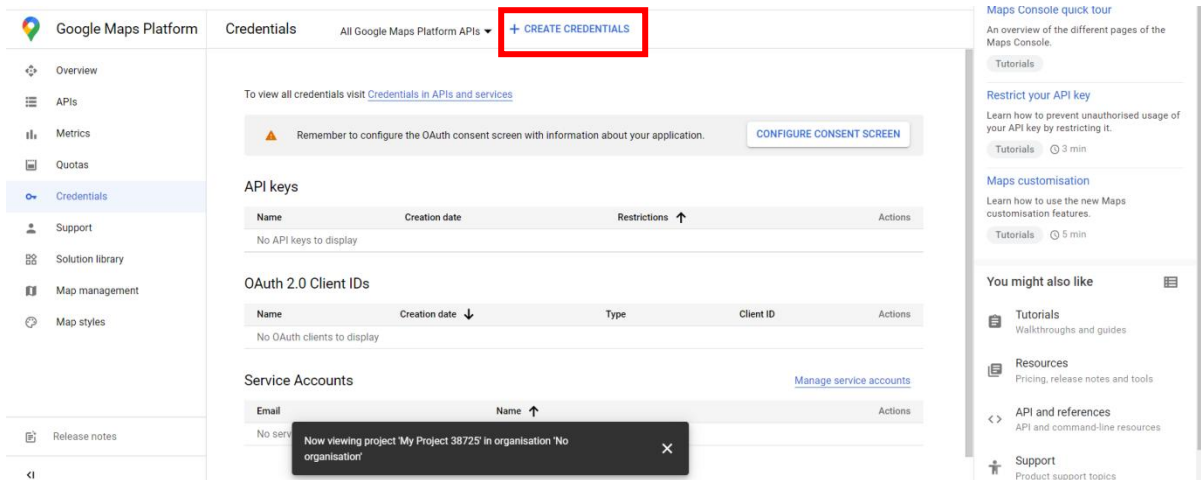 Google Maps Platform
Overview
APIs
Metrics
Quotas
Credentials
Support
Solution library
Map management
Map styles
Release notes
Credentials
All Google Maps Platform APIs
+ CREATE CREDENTIALS
To view all credentials visit Credentials in APIs and services
Remember to configure the OAuth consent screen with information about your application.
CONFIGURE CONSENT SCREEN
API keys
Name Creation date Restrictions ↑ Actions
No API keys to display
OAuth 2.0 Client IDs
Name Creation date ↓ Type Client ID Actions
No OAuth clients to display
Service Accounts
Manage service accounts
Email Name ↑ Actions
No serv
Now viewing project 'My Project 38725' in organisation 'No
organisation'
Maps Console quick tour
An overview of the different pages of the
Maps Console.
Tutorials
Restrict your API key
Learn how to prevent unauthorised usage of
your API key by restricting it.
Tutorials 3 min
Maps customisation
Learn how to use the new Maps
customisation features.
Tutorials 5 min
You might also like
Tutorials
Walkthroughs and guides
Resources
Pricing, release notes and tools
API and references
API and command-line resources
Support
Product support topics